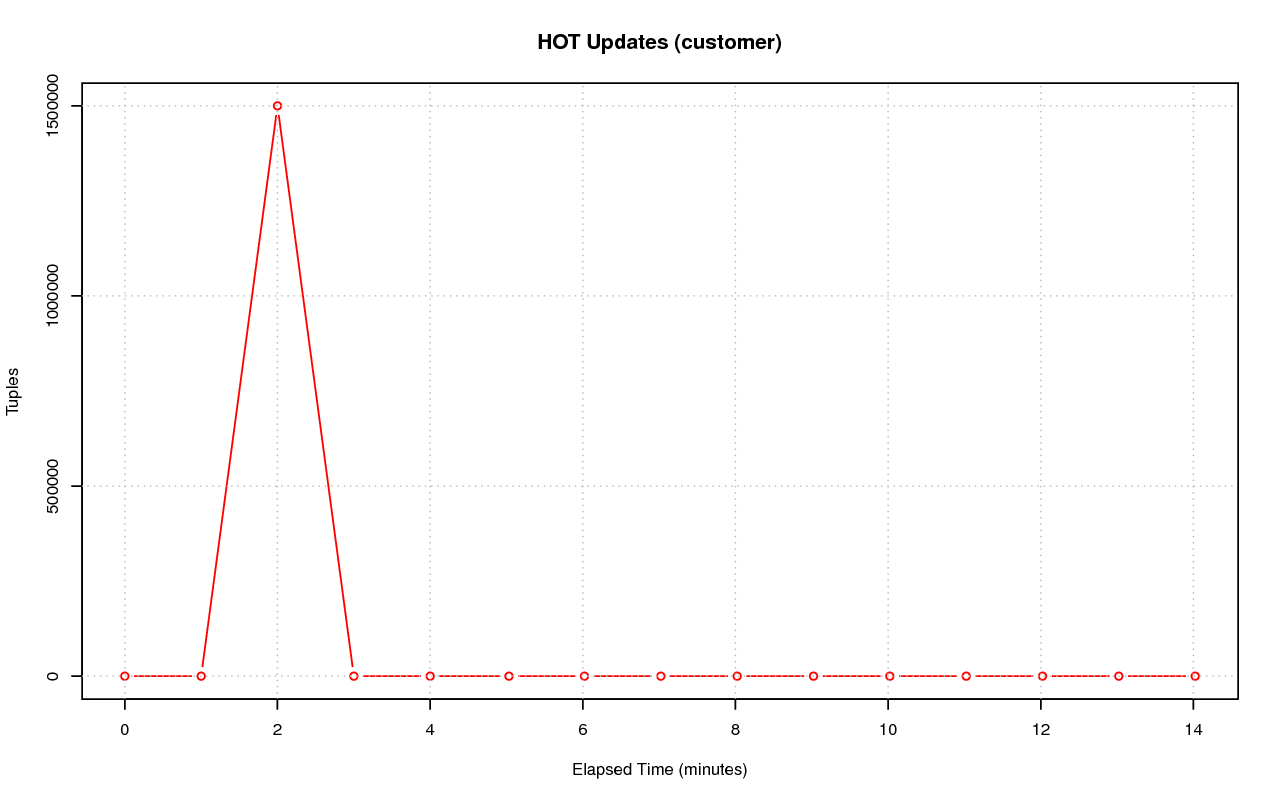 HOT Updates (customer)
1500000
1000000
500000
0
Tuples
0 2 4 6 8 10 12 14
Elapsed Time (minutes)